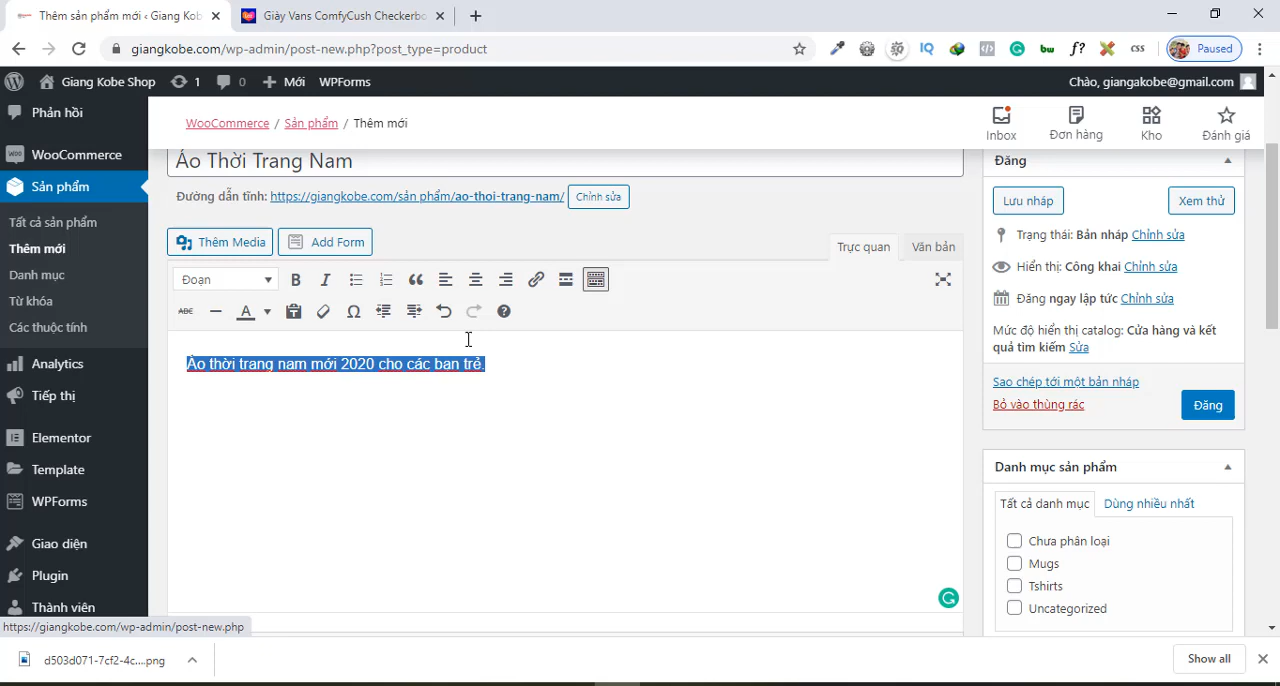 Thêm sản phẩm mới ‹ Giang Kob
Giày Vans ComfyCush Checkerbo
giangkobe.com/wp-admin/post-new.php?post_type=product
IQ
bw
f?
css
Paused
Giang Kobe Shop
1
0
Mới
WPForms
Chào, giangakobe@gmail.com
Phản hồi
WooCommerce
Sản phẩm
Tất cả sản phẩm
Thêm mới
Danh mục
Từ khóa
Các thuộc tính
Analytics
Tiếp thị
Elementor
Template
WPForms
Giao diện
Plugin
Thành viên
WooCommerce / Sản phẩm / Thêm mới
Inbox
Đơn hàng
Kho
Đánh giá
Áo Thời Trang Nam
Đường dẫn tĩnh: https://giangkobe.com/sản phẩm/ao-thoi-trang-nam/ Chỉnh sửa
Thêm Media
Add Form
Trực quan
Văn bản
Đoạn
B I
ABC
A
Ào thời trang nam mới 2020 cho các bạn trẻ.
Đăng
Lưu nháp
Xem thử
Trạng thái: Bản nháp Chỉnh sửa
Hiển thị: Công khai Chỉnh sửa
Đăng ngay lập tức Chỉnh sửa
Mức độ hiển thị catalog: Cửa hàng và kết
quả tìm kiếm Sửa
Sao chép tới một bản nháp
Bỏ vào thùng rác
Đăng
Danh mục sản phẩm
Tất cả danh mục
Dùng nhiều nhất
Chưa phân loại
Mugs
Tshirts
Uncategorized
https://giangkobe.com/wp-admin/post-new.php
d503d071-7cf2-4c....png
Show all